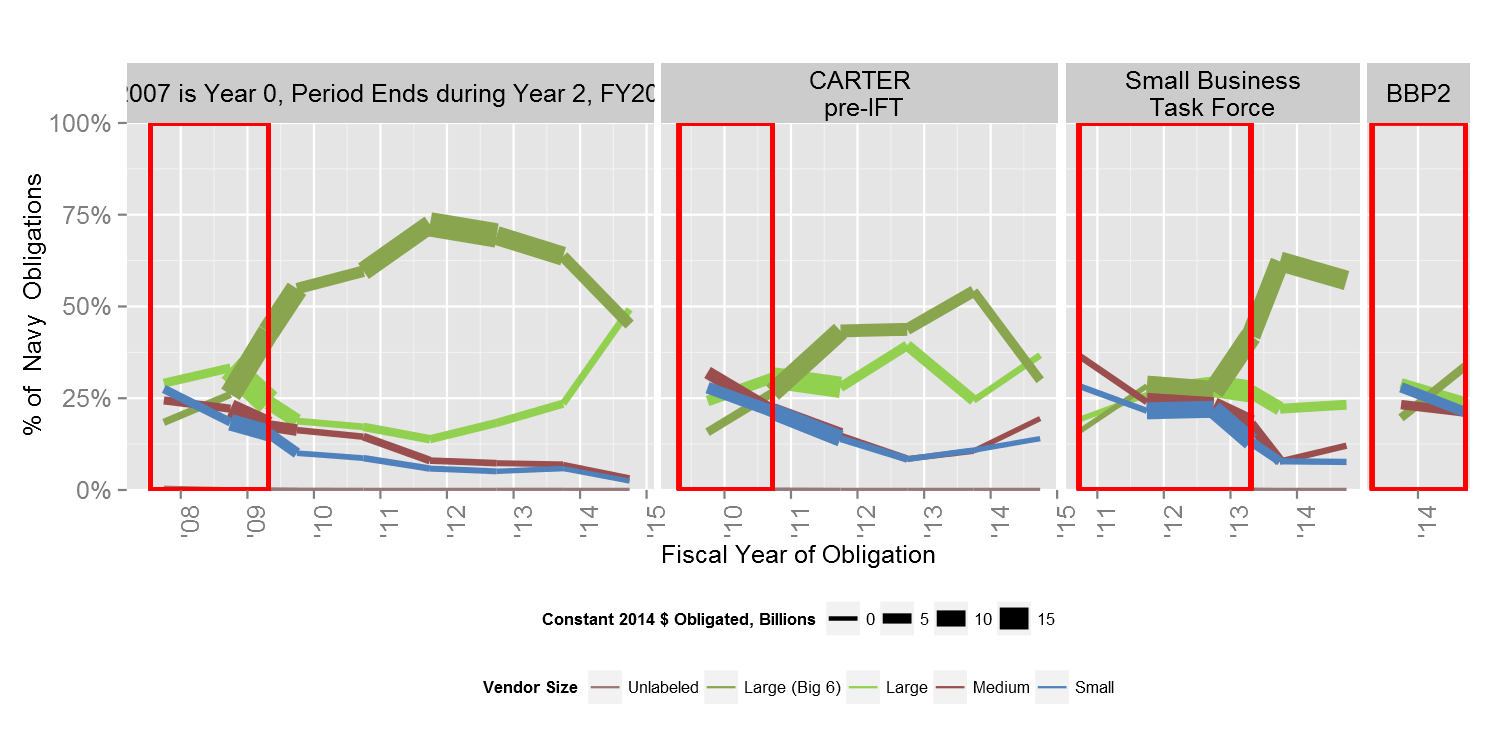 2007 is Year 0, Period Ends during Year 2, FY20
CARTER
pre-IFT
Small Business
Task Force
BBP2
100%
75%
50%
25%
0%
% of Navy Obligations
'08 '09 '10 '11 '12 '13 '14 '15
'10 '11 '12 '13 '14 '15
'11 '12 '13 '14
'14
Fiscal Year of Obligation
Constant 2014 $ Obligated, Billions 0 5 10 15
Vendor Size Unlabeled Large (Big 6) Large Medium Small